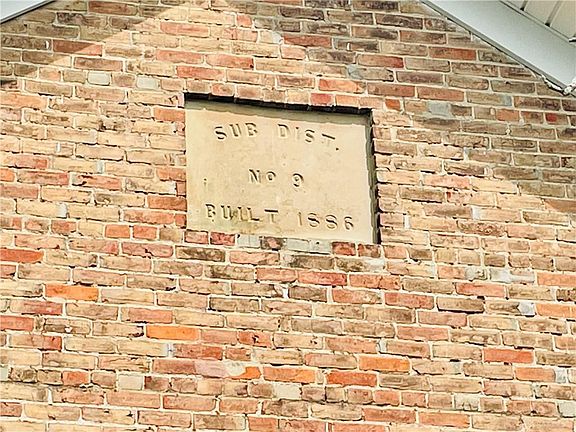 SUB DIST.
No 9
BUILT 1886